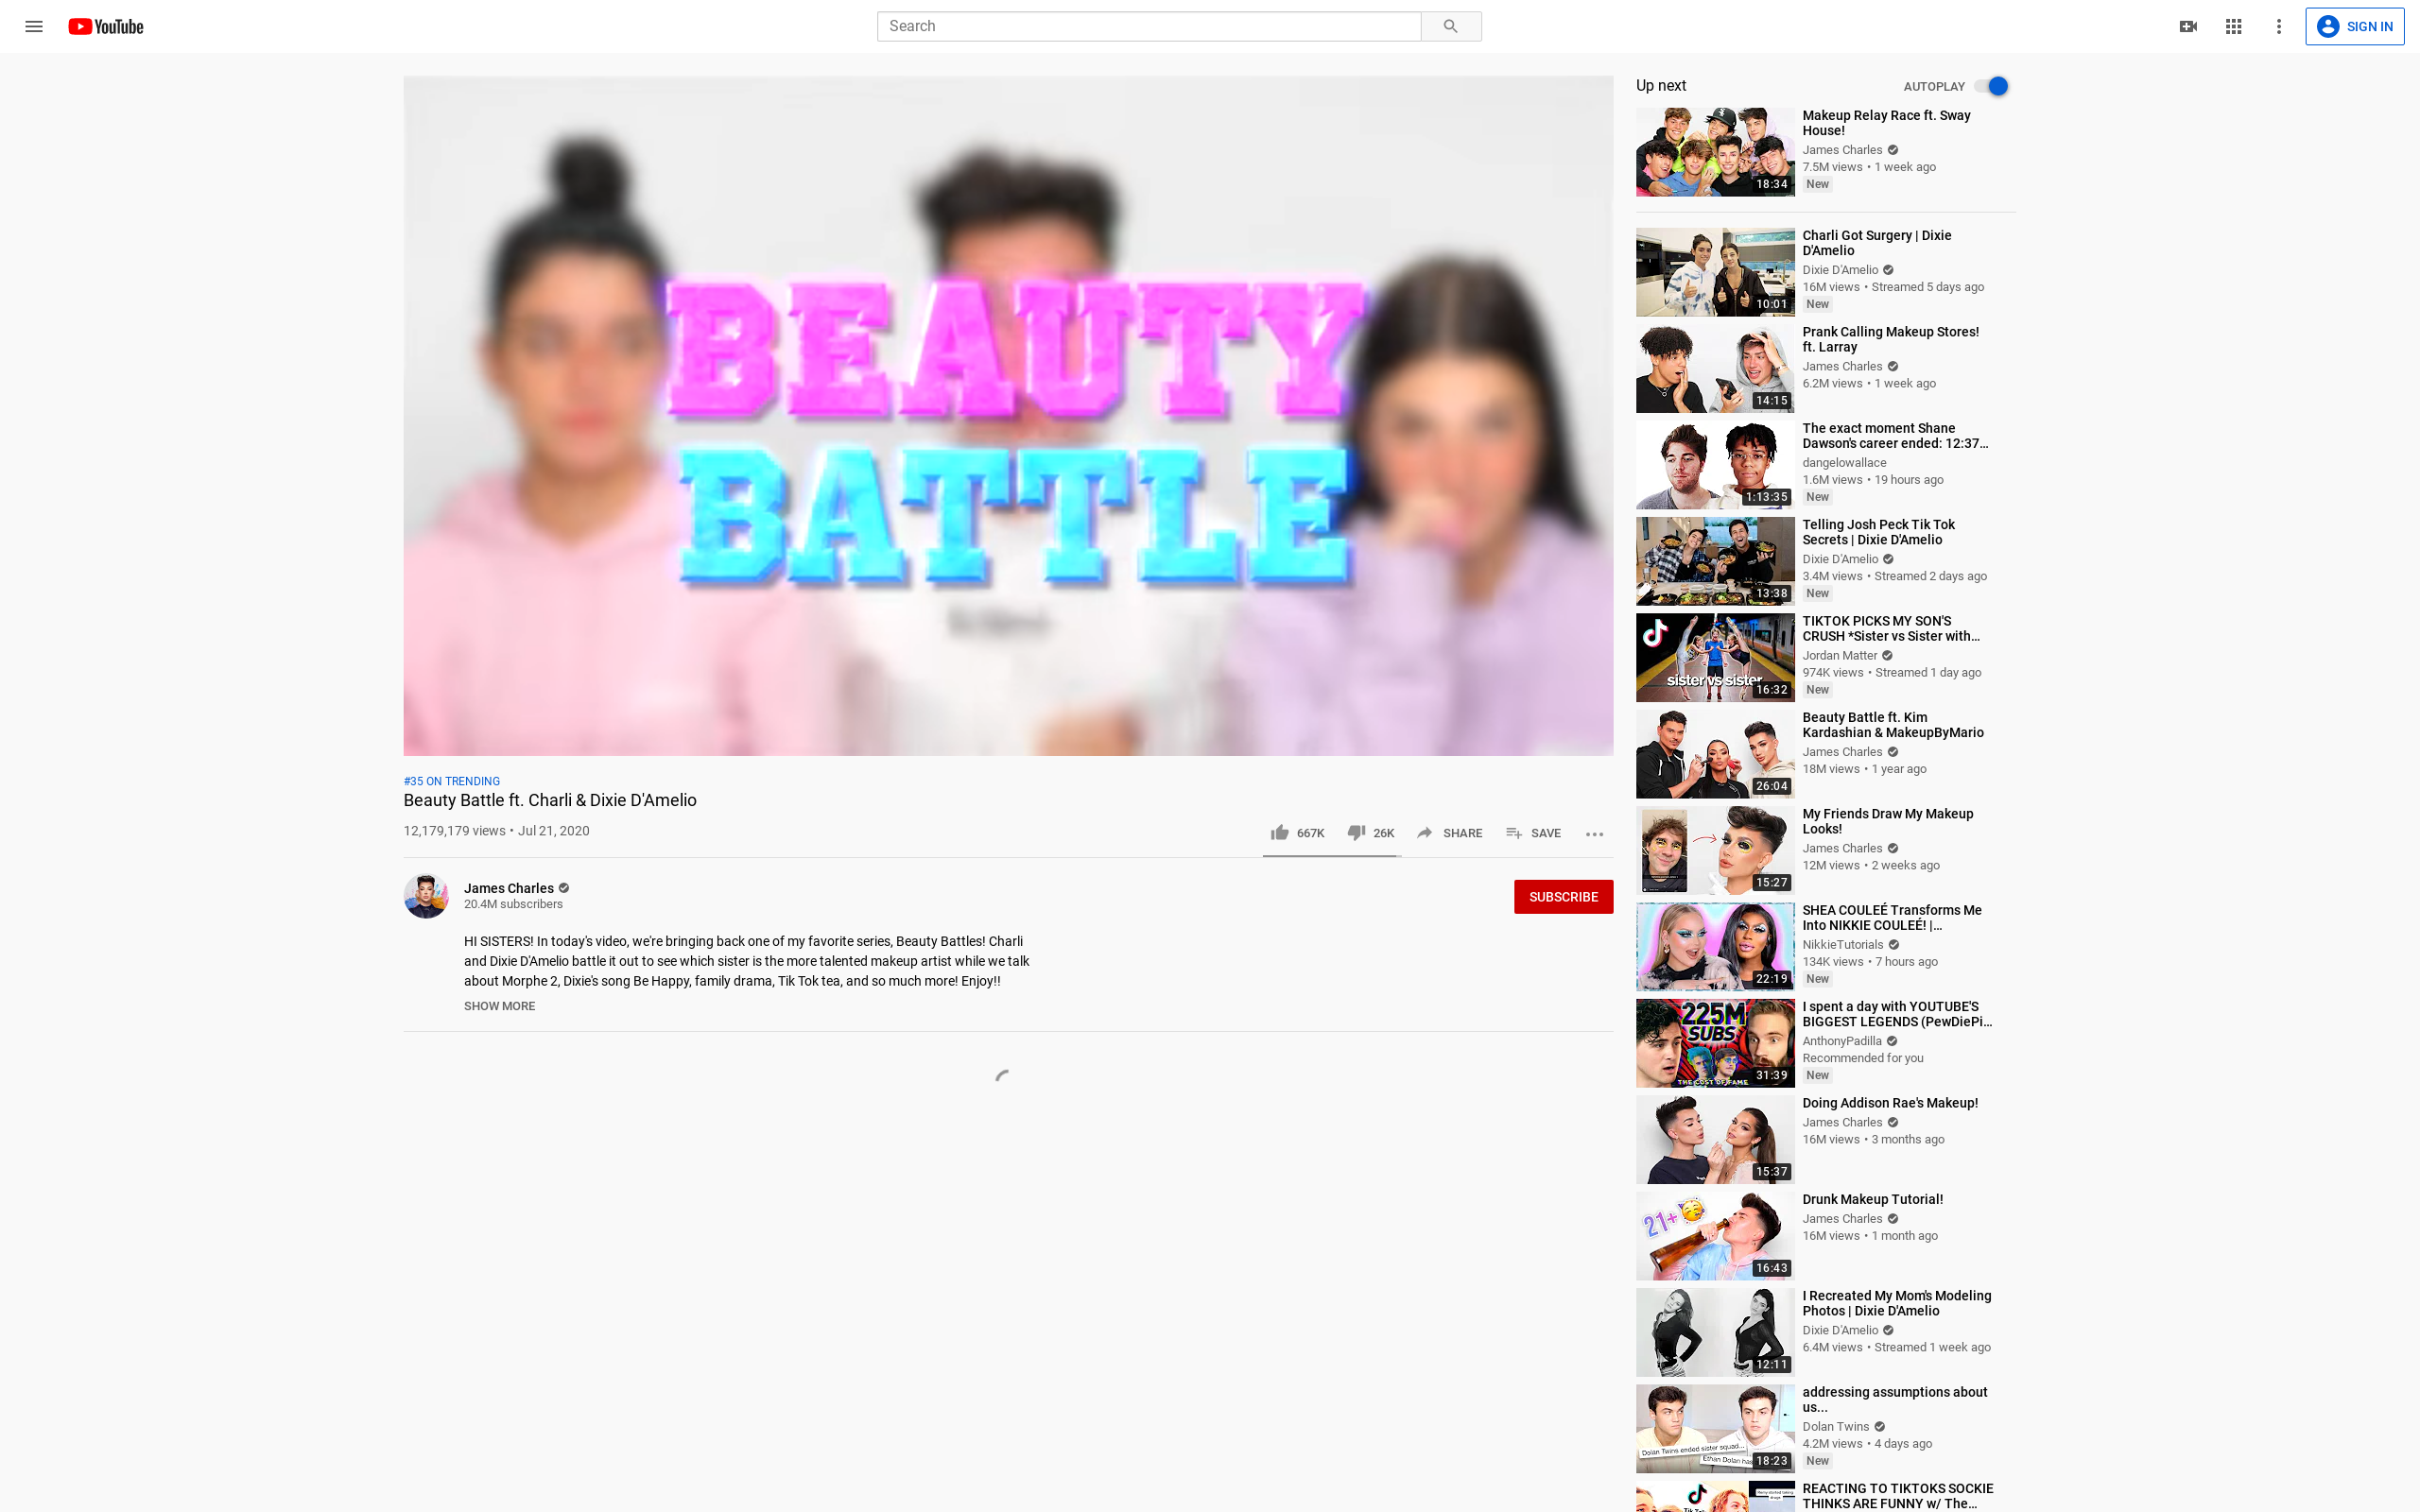 YouTube
Search
SIGN IN
BEAUTY
BATTLE
#35 ON TRENDING
Beauty Battle ft. Charli & Dixie D'Amelio
12,179,179 views • Jul 21, 2020
667K
26K
SHARE
SAVE
James Charles
20.4M subscribers
SUBSCRIBE
HI SISTERS! In today's video, we're bringing back one of my favorite series, Beauty Battles! Charli
and Dixie D'Amelio battle it out to see which sister is the more talented makeup artist while we talk
about Morphe 2, Dixie's song Be Happy, family drama, Tik Tok tea, and so much more! Enjoy!!
SHOW MORE
Up next
AUTOPLAY
18:34
Makeup Relay Race ft. Sway
House!
James Charles
7.5M views • 1 week ago
New
10:01
Charli Got Surgery | Dixie
D'Amelio
Dixie D'Amelio
16M views • Streamed 5 days ago
New
14:15
Prank Calling Makeup Stores!
ft. Larray
James Charles
6.2M views • 1 week ago
1:13:35
The exact moment Shane
Dawson's career ended: 12:37...
dangelowallace
1.6M views • 19 hours ago
New
13:38
Telling Josh Peck Tik Tok
Secrets | Dixie D'Amelio
Dixie D'Amelio
3.4M views • Streamed 2 days ago
New
sister vs sister
16:32
TIKTOK PICKS MY SON'S
CRUSH *Sister vs Sister with...
Jordan Matter
974K views • Streamed 1 day ago
New
26:04
Beauty Battle ft. Kim
Kardashian & MakeupByMario
James Charles
18M views • 1 year ago
15:27
My Friends Draw My Makeup
Looks!
James Charles
12M views • 2 weeks ago
22:19
SHEA COULEÉ Transforms Me
Into NIKKIE COULEÉ! |...
NikkieTutorials
134K views • 7 hours ago
New
225M
SUBS
THE COST OF FAME
31:39
I spent a day with YOUTUBE'S
BIGGEST LEGENDS (PewDiePi...
AnthonyPadilla
Recommended for you
New
15:37
Doing Addison Rae's Makeup!
James Charles
16M views • 3 months ago
21+
16:43
Drunk Makeup Tutorial!
James Charles
16M views • 1 month ago
12:11
I Recreated My Mom's Modeling
Photos | Dixie D'Amelio
Dixie D'Amelio
6.4M views • Streamed 1 week ago
Dolan Twins ended sister squad...
Ethan Dolan
18:23
addressing assumptions about
us...
Dolan Twins
4.2M views • 4 days ago
New
REACTING TO TIKTOKS SOCKIE
THINKS ARE FUNNY w/ The...